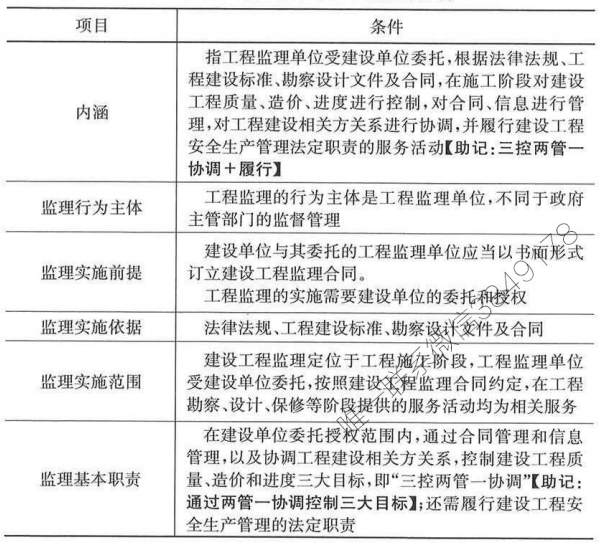 项目
条件
内涵
指工程监理单位受建设单位委托,根据法律法规、工
程建设标准、勘察设计文件及合同,在施工阶段对建设
工程质量、造价、进度进行控制,对合同、信息进行管
理,对工程建设相关方关系进行协调,并履行建设工程
安全生产管理法定职责的服务活动【助记:三控两管一
协调+履行】
监理行为主体
工程监理的行为主体是工程监理单位,不同于政府
主管部门的监督管理
监理实施前提
建设单位与其委托的工程监理单位应当以书面形式
订立建设工程监理合同。
工程监理的实施需要建设单位的委托和授权
监理实施依据
法律法规、工程建设标准、勘察设计文件及合同
监理实施范围
建设工程监理定位于工程施工阶段,工程监理单位
受建设单位委托,按照建设工程监理合同约定,在工程
勘察、设计、保修等阶段提供的服务活动均为相关服务
监理基本职责
在建设单位委托授权范围内,通过合同管理和信息
管理,以及协调工程建设相关方关系,控制建设工程质
量、造价和进度三大目标,即“三控两管一协调”【助记:
通过两管一协调控制三大目标】;还需履行建设工程安
全生产管理的法定职责
唯一联系微信3849178